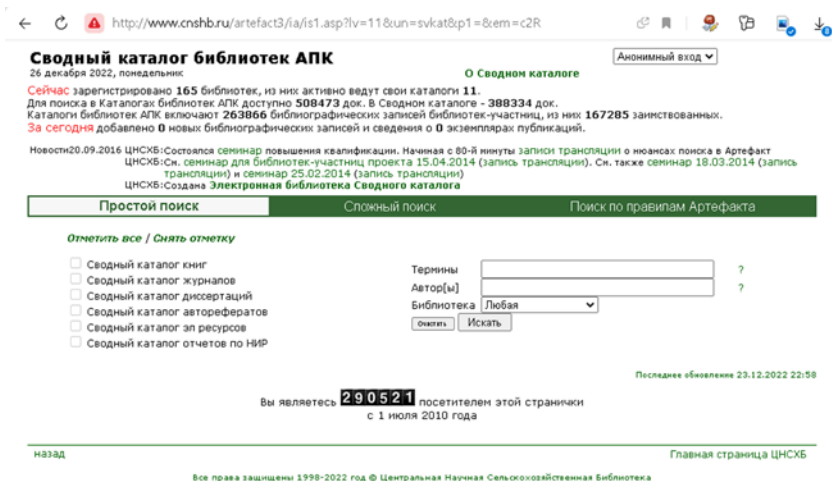 http://www.cnshb.ru/artefact3/ia/is1.asp?lv=11&un=svkat&p1=&em=c2R
Сводный каталог библиотек АПК
Анонимный вход
26 декабря 2022, понедельник
О Сводном каталоге
Сейчас зарегистрировано 165 библиотек, из них активно ведут свои каталоги 11.
Для поиска в Каталогах библиотек АПК доступно 508473 док. В Сводном каталоге - 388334 док.
Каталоги библиотек АПК включают 263866 библиографических записей библиотек-участниц, из них 167285 заимствованных.
За сегодня добавлено 0 новых библиографических записей и сведения о 0 экземплярах публикаций.
Новости20.09.2016 ЦНСХБ:Состоялся семинар повышения квалификации. Начиная с 80-й минуты записи трансляции о нюансах поиска в Артефакт
ЦНСХБ:См. семинар для библиотек-участниц проекта 15.04.2014 (запись трансляции). См. также семинар 18.03.2014 (запись
трансляции) и семинар 25.02.2014 (запись трансляции)
ЦНСХБ:Создана Электронная библиотека Сводного каталога
Простой поиск Сложный поиск Поиск по правилам Артефакта
Отметить все / Снять отметку
Сводный каталог книг
Сводный каталог журналов
Сводный каталог диссертаций
Сводный каталог авторефератов
Сводный каталог эл ресурсов
Сводный каталог отчетов по НИР
Термины ?
Автор[ы] ?
Библиотека Любая
Очистить Искать
Последнее обновление 23.12.2022 22:58
Вы являетесь 290521 посетителем этой странички
с 1 июля 2010 года
назад
Главная страница ЦНСХБ
Все права защищены 1998-2022 год © Центральная Научная Сельскохозяйственная Библиотека